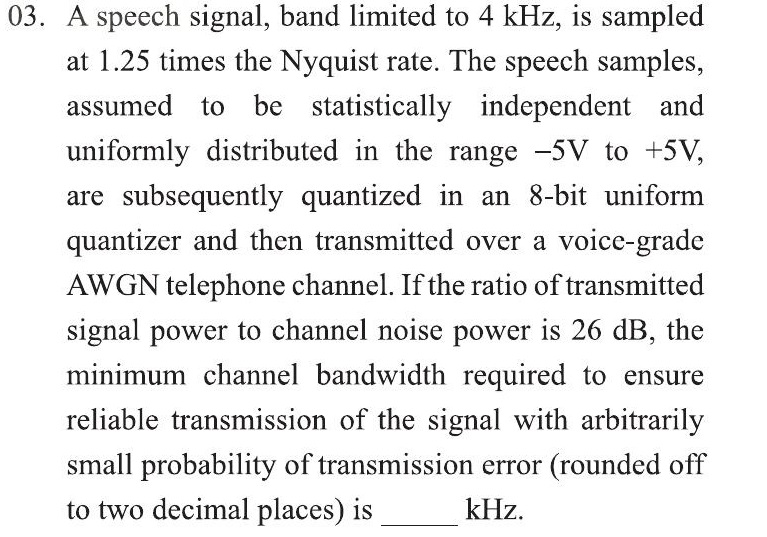 03. A speech signal, band limited to 4 kHz, is sampled
at 1.25 times the Nyquist rate. The speech samples,
assumed to be statistically independent and
uniformly distributed in the range –5V to +5V,
are subsequently quantized in an 8-bit uniform
quantizer and then transmitted over a voice-grade
AWGN telephone channel. If the ratio of transmitted
signal power to channel noise power is 26 dB, the
minimum channel bandwidth required to ensure
reliable transmission of the signal with arbitrarily
small probability of transmission error (rounded off
to two decimal places) is _____ kHz.